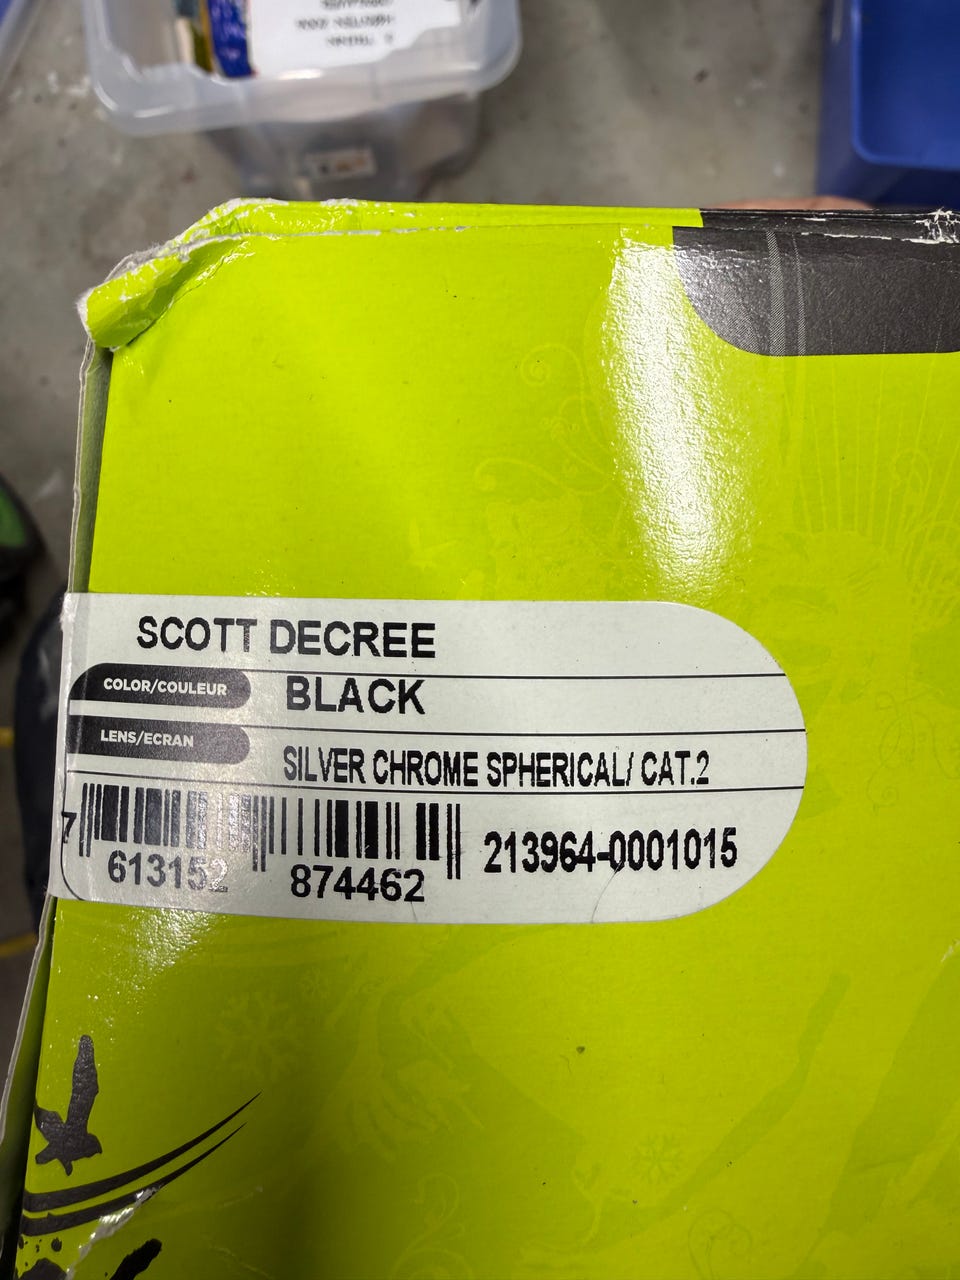 SCOTT DECREE
COLOR/COULEUR BLACK
LENS/ECRAN SILVER CHROME SPHERICAL/ CAT.2
7 613152 874462 213964-0001015